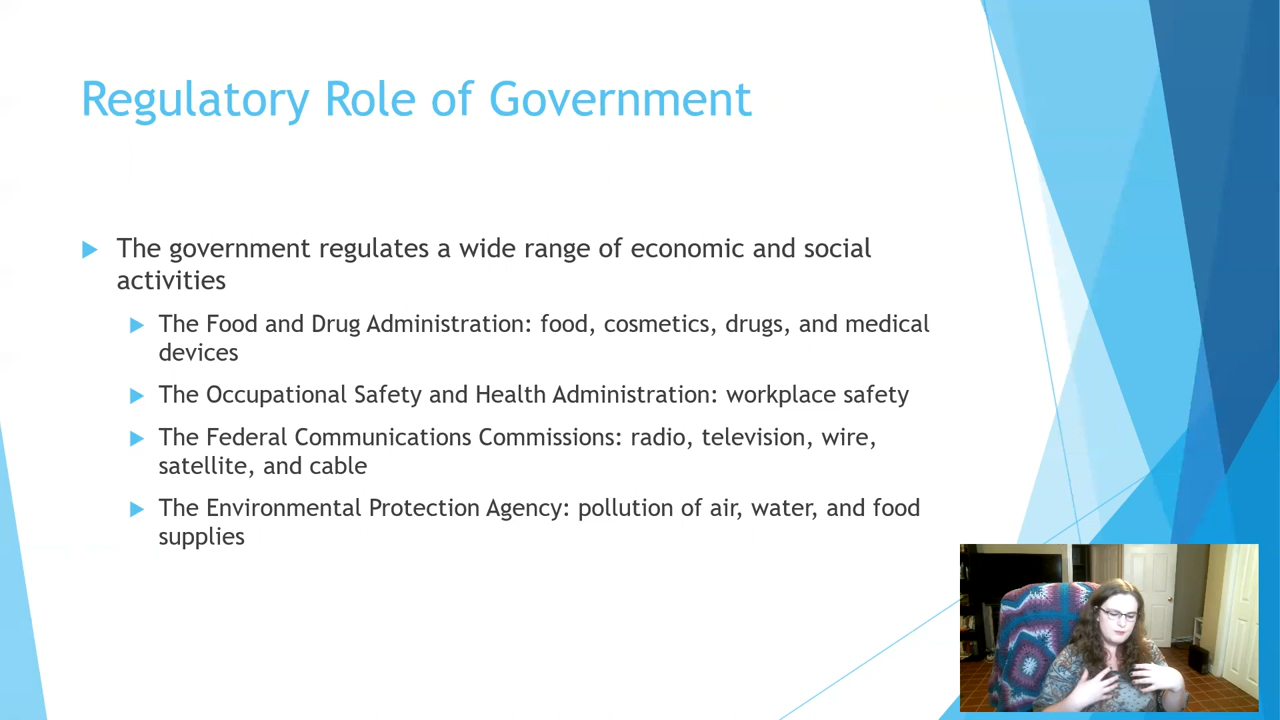 Regulatory Role of Government
The government regulates a wide range of economic and social
activities
The Food and Drug Administration: food, cosmetics, drugs, and medical
devices
The Occupational Safety and Health Administration: workplace safety
The Federal Communications Commissions: radio, television, wire,
satellite, and cable
The Environmental Protection Agency: pollution of air, water, and food
supplies